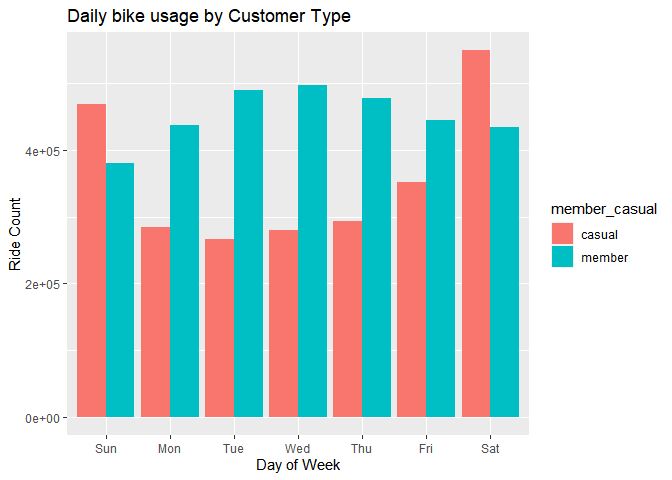 Daily bike usage by Customer Type
Ride Count
4e+05
2e+05
0e+00
Sun Mon Tue Wed Thu Fri Sat
Day of Week
member_casual
casual
member